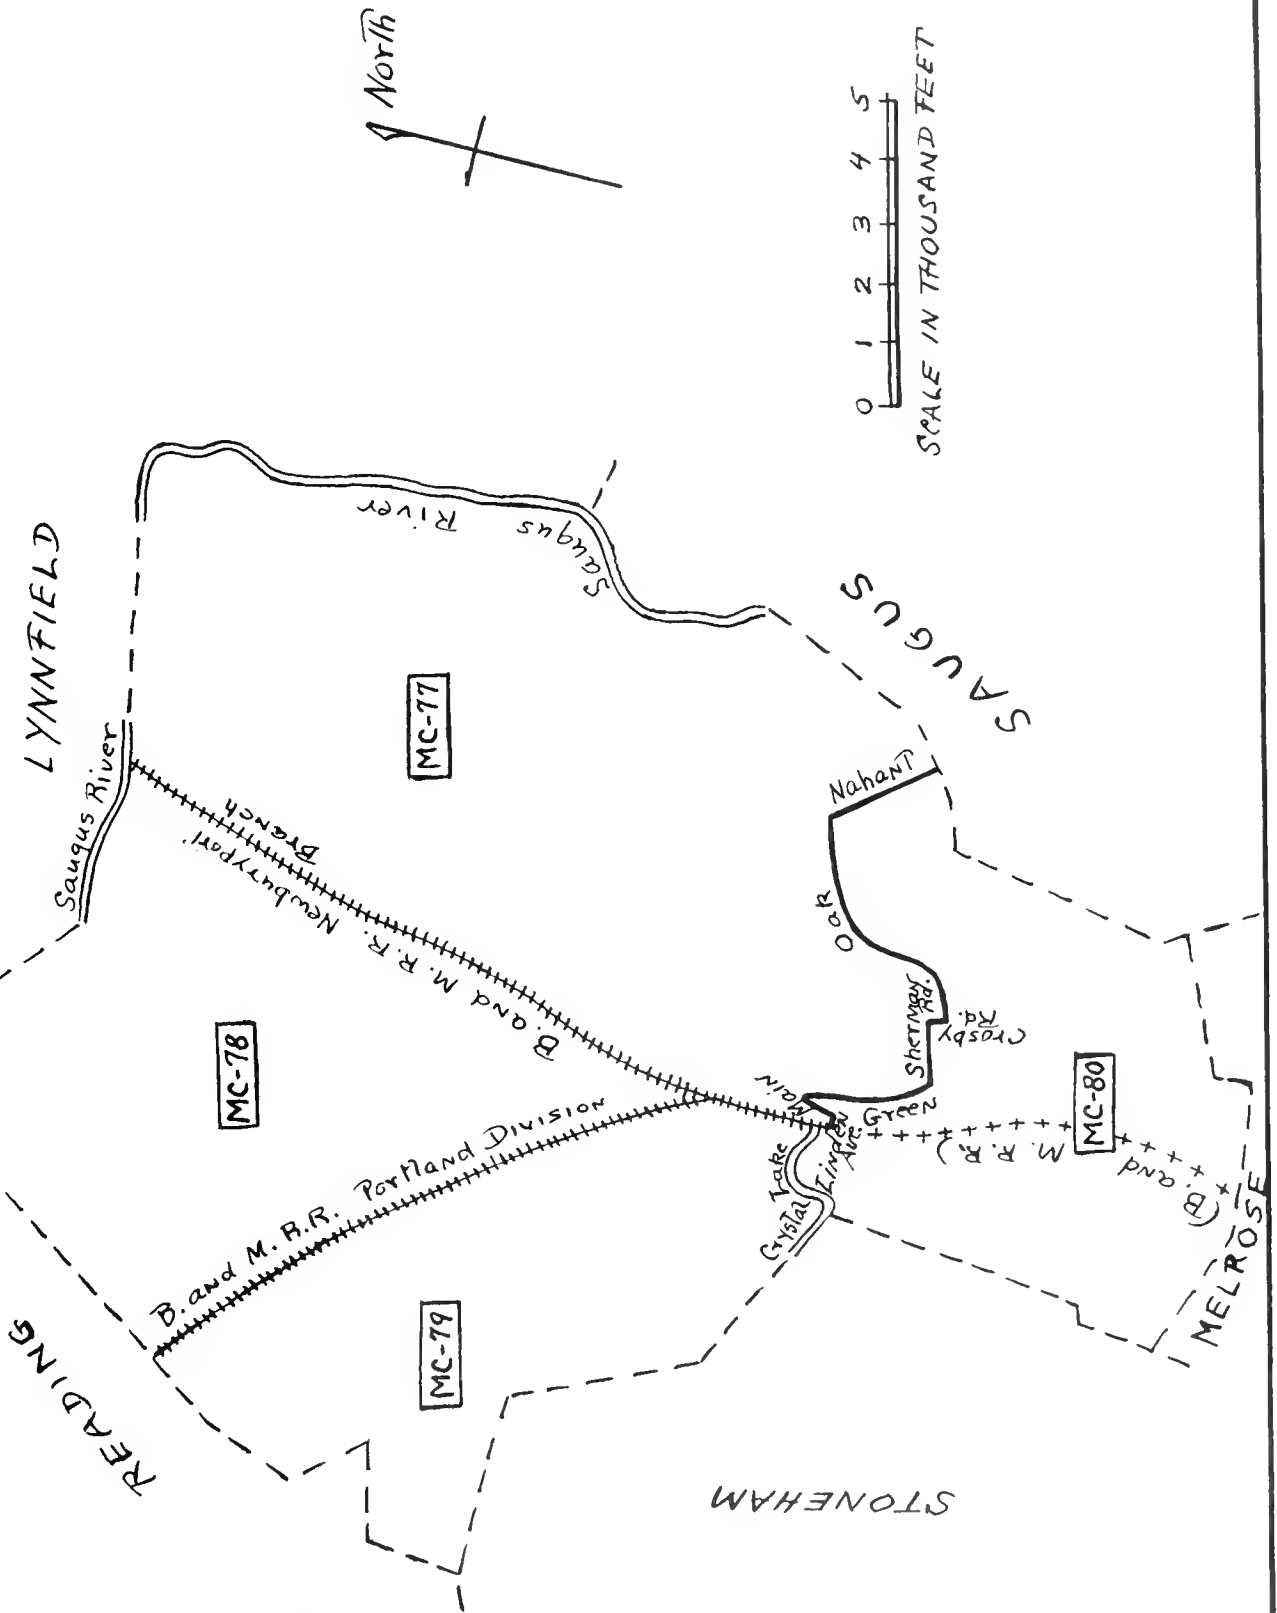 North
LYNNFIELD
Saugus River
Saugus River
READING
MC-77
MC-78
MC-79
MC-80
B. and M. R.R. Newburyport Branch
B. and M. R.R. Portland Division
(B. and M. R.R.)
Main
Crystal Lake
Linden Ave.
Green
Sherman Rd.
Crosby Rd.
Oak
Nahant
SAUGUS
STONEHAM
MELROSE
0 1 2 3 4 5
SCALE IN THOUSAND FEET